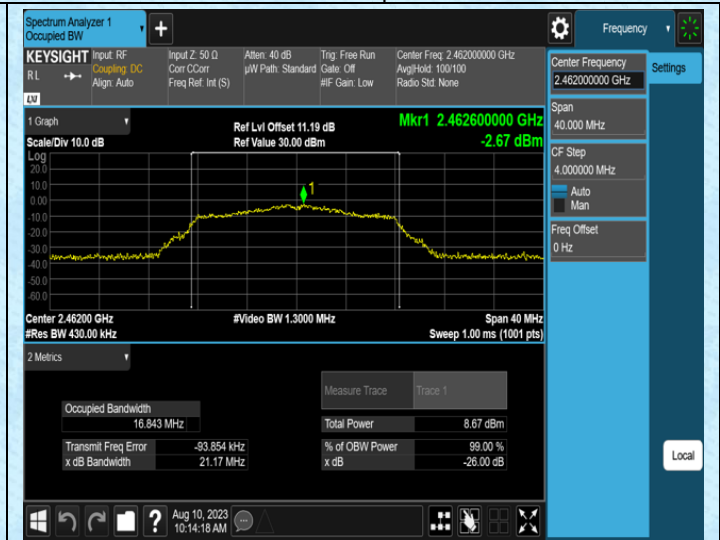 Spectrum Analyzer 1
Occupied BW
Frequency
KEYSIGHT
RL
LXI
Input: RF
Coupling: DC
Align: Auto
Input Z: 50 Ω
Corr CCorr
Freq Ref: Int (S)
Atten: 40 dB
µW Path: Standard
Trig: Free Run
Gate: Off
#IF Gain: Low
Center Freq: 2.462000000 GHz
Avg|Hold: 100/100
Radio Std: None
Center Frequency
2.462000000 GHz
Settings
Span
40.000 MHz
CF Step
4.000000 MHz
Auto
Man
Freq Offset
0 Hz
Local
1 Graph
Scale/Div 10.0 dB
Ref Lvl Offset 11.19 dB
Ref Value 30.00 dBm
Mkr1 2.462600000 GHz
-2.67 dBm
Log
20.0
10.0
0.00
-10.0
-20.0
-30.0
-40.0
-50.0
-60.0
1
Center 2.46200 GHz
#Res BW 430.00 kHz
#Video BW 1.3000 MHz
Span 40 MHz
Sweep 1.00 ms (1001 pts)
2 Metrics
Measure Trace Trace 1
Occupied Bandwidth
16.843 MHz
Total Power 8.67 dBm
Transmit Freq Error -93.854 kHz
% of OBW Power 99.00 %
x dB Bandwidth 21.17 MHz
x dB -26.00 dB
?
Aug 10, 2023
10:14:18 AM